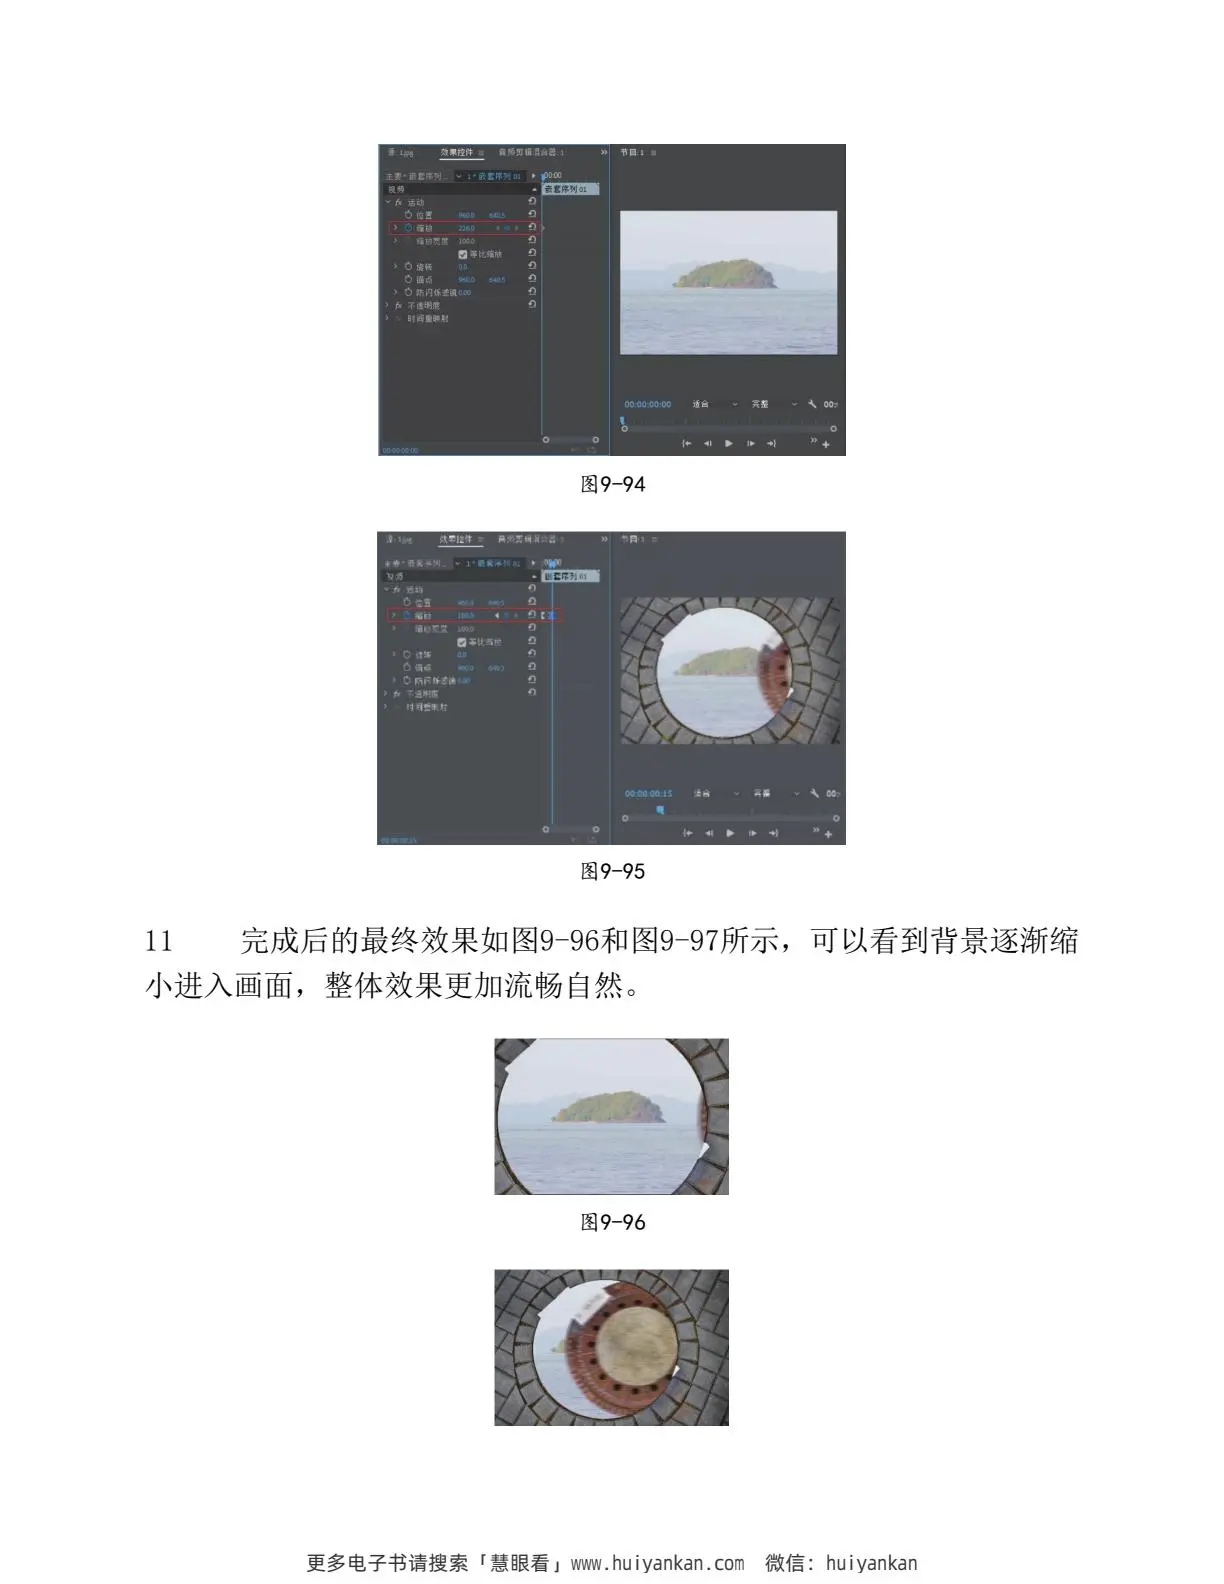 源: 1.jpg 效果控件 ≡ 音频剪辑混合器: 1 »
节目: 1 ≡
主要 * 嵌套序列... 1 * 嵌套序列 01 00:00
视频 嵌套序列 01
fx 运动
位置 960.0 640.5
缩放 226.0
缩放宽度 100.0
等比缩放
旋转 0.0
锚点 960.0 640.5
防闪烁滤镜 0.00
fx 不透明度
时间重映射
00:00:00:00 适合 完整 00:
00:00:00:00
图9-94
源: 1.jpg 效果控件 ≡ 音频剪辑混合器: 1 »
节目: 1 ≡
主要 * 嵌套序列... 1 * 嵌套序列 01 00:00
视频 嵌套序列 01
fx 运动
位置 960.0 640.5
缩放 100.0
缩放宽度 100.0
等比缩放
旋转 0.0
锚点 960.0 640.5
防闪烁滤镜 0.00
fx 不透明度
时间重映射
00:00:00:15 适合 完整 00:
00:00:00:15
图9-95
11 完成后的最终效果如图9-96和图9-97所示，可以看到背景逐渐缩
小进入画面，整体效果更加流畅自然。
图9-96
更多电子书请搜索「慧眼看」www.huiyankan.com 微信: huiyankan